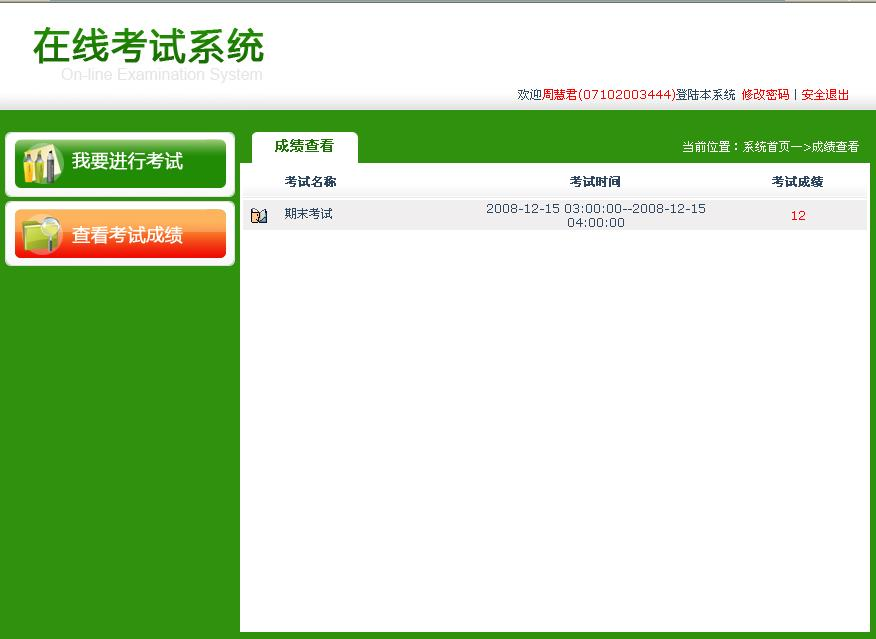 在线考试系统
On-line Examination System
欢迎周慧君(07102003444)登陆本系统 修改密码 | 安全退出
我要进行考试
查看考试成绩
成绩查看
当前位置：系统首页—>成绩查看
考试名称 考试时间 考试成绩
期末考试 2008-12-15 03:00:00--2008-12-15 12
04:00:00